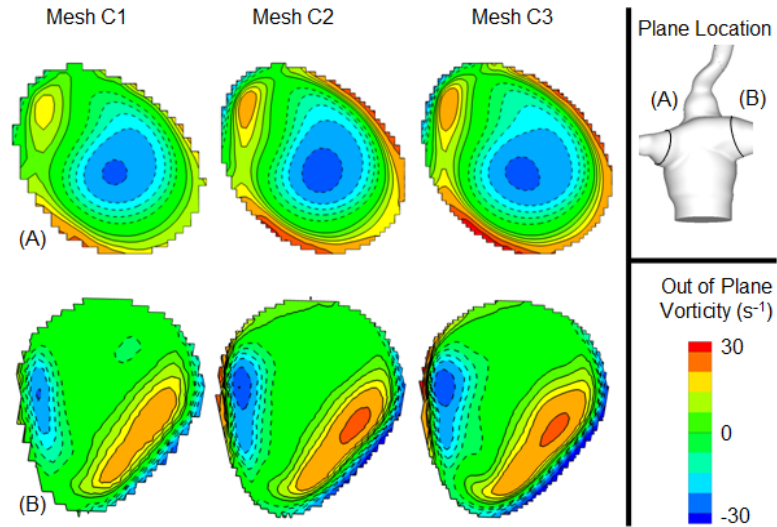 Mesh C1
Mesh C2
Mesh C3
Plane Location
(A)
(B)
(A)
(B)
Out of Plane
Vorticity (s⁻¹)
30
0
-30